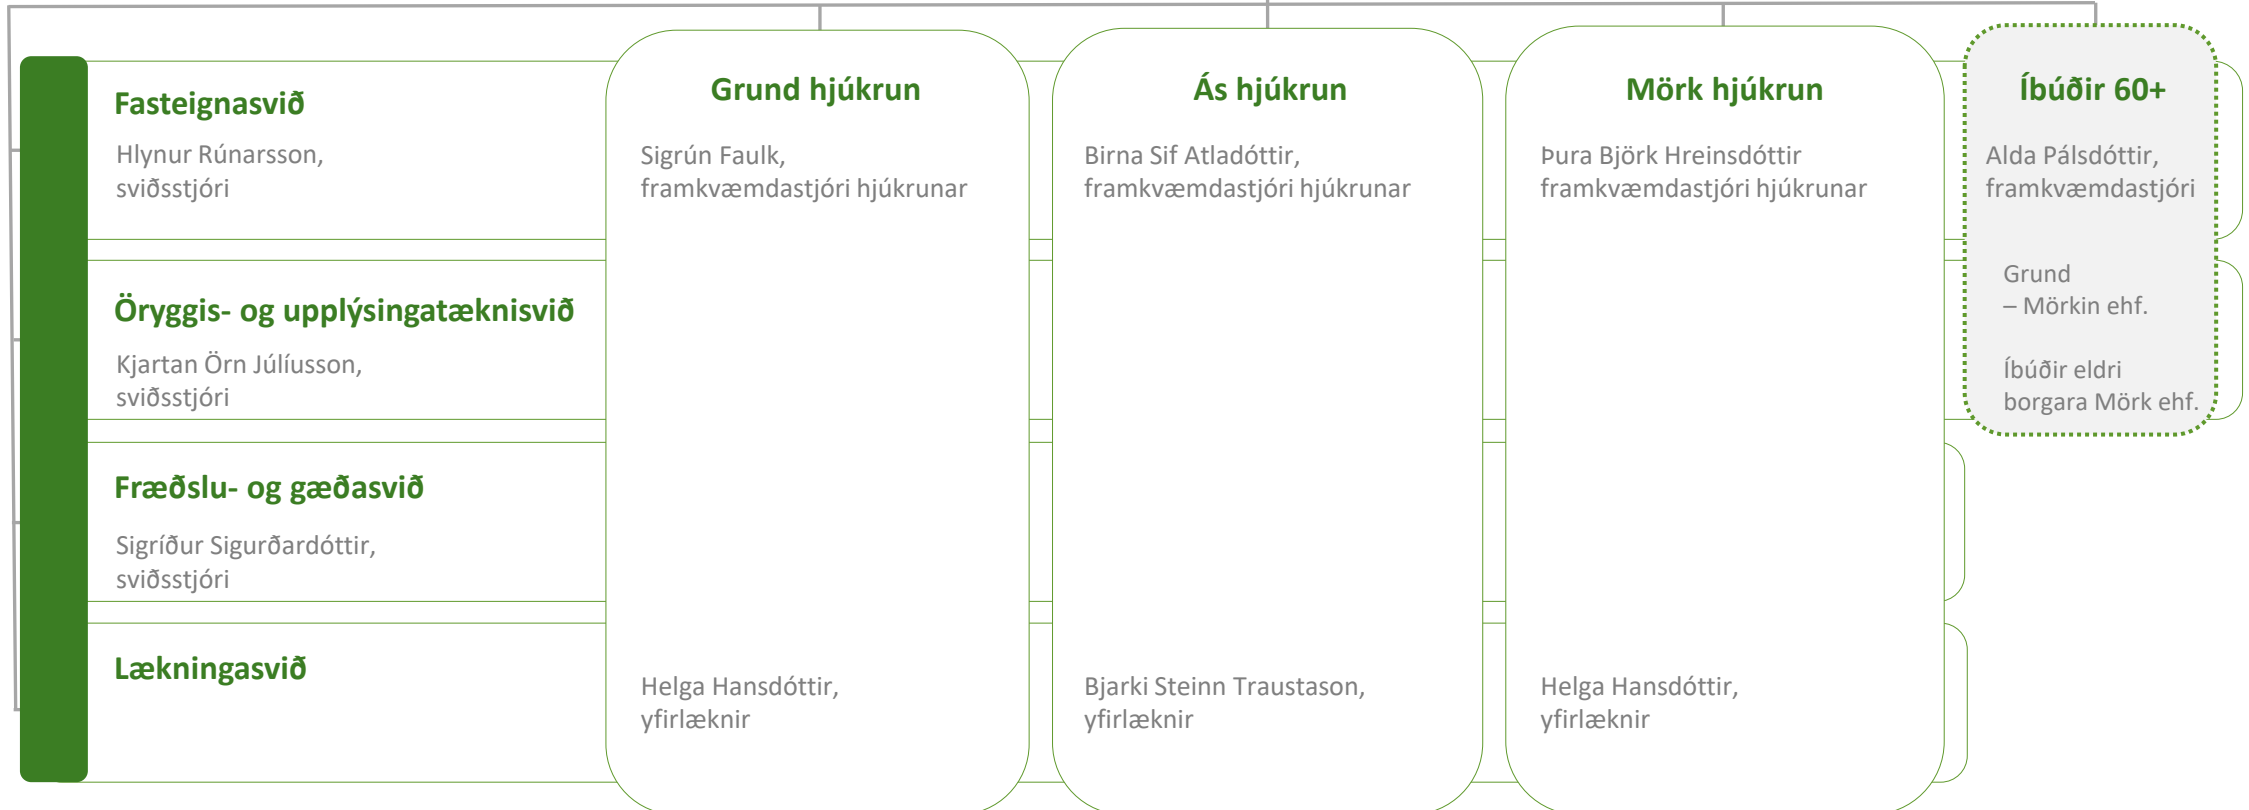 Fasteignasvið
Hlynur Rúnarsson,
sviðsstjóri
Öryggis- og upplýsingatæknisvið
Kjartan Örn Júlíusson,
sviðsstjóri
Fræðslu- og gæðasvið
Sigríður Sigurðardóttir,
sviðsstjóri
Lækningasvið
Grund hjúkrun
Sigrún Faulk,
framkvæmdastjóri hjúkrunar
Helga Hansdóttir,
yfirlæknir
Ás hjúkrun
Birna Sif Atladóttir,
framkvæmdastjóri hjúkrunar
Bjarki Steinn Traustason,
yfirlæknir
Mörk hjúkrun
Þura Björk Hreinsdóttir
framkvæmdastjóri hjúkrunar
Helga Hansdóttir,
yfirlæknir
Íbúðir 60+
Alda Pálsdóttir,
framkvæmdastjóri
Grund
– Mörkin ehf.
Íbúðir eldri
borgara Mörk ehf.